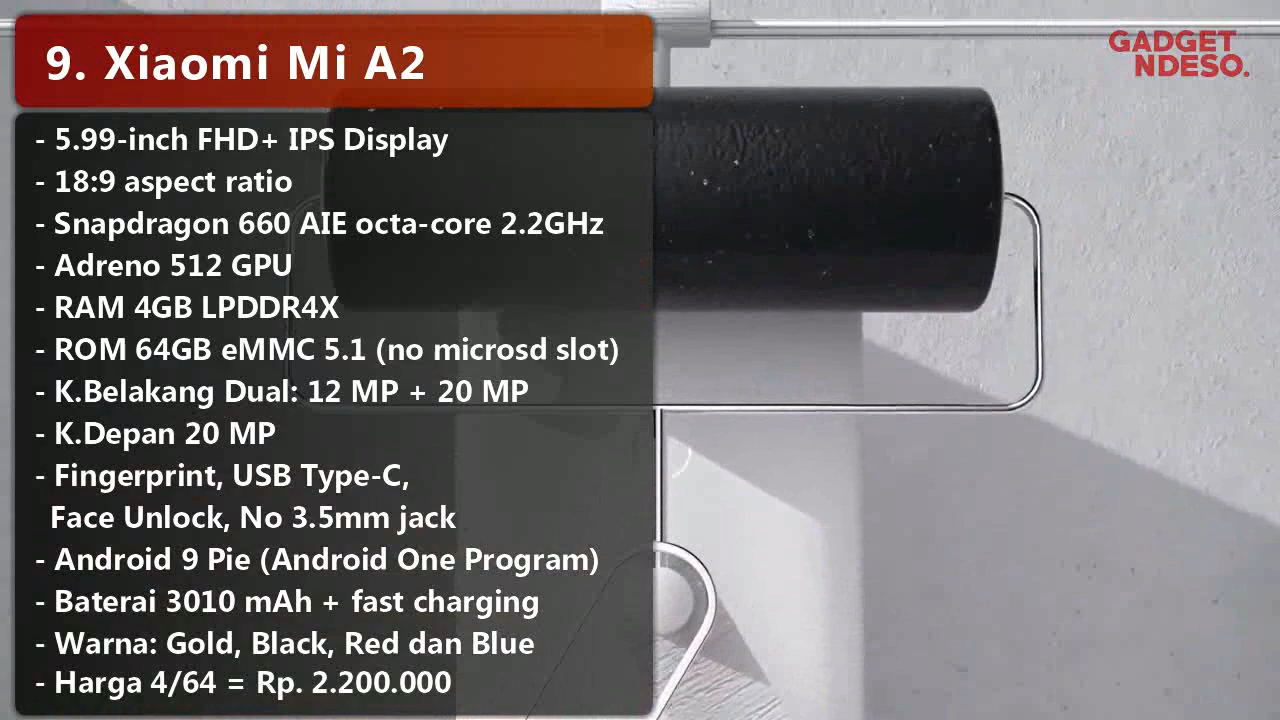 9. Xiaomi Mi A2
GADGET
NDESO.
- 5.99-inch FHD+ IPS Display
- 18:9 aspect ratio
- Snapdragon 660 AIE octa-core 2.2GHz
- Adreno 512 GPU
- RAM 4GB LPDDR4X
- ROM 64GB eMMC 5.1 (no microsd slot)
- K.Belakang Dual: 12 MP + 20 MP
- K.Depan 20 MP
- Fingerprint, USB Type-C,
Face Unlock, No 3.5mm jack
- Android 9 Pie (Android One Program)
- Baterai 3010 mAh + fast charging
- Warna: Gold, Black, Red dan Blue
- Harga 4/64 = Rp. 2.200.000